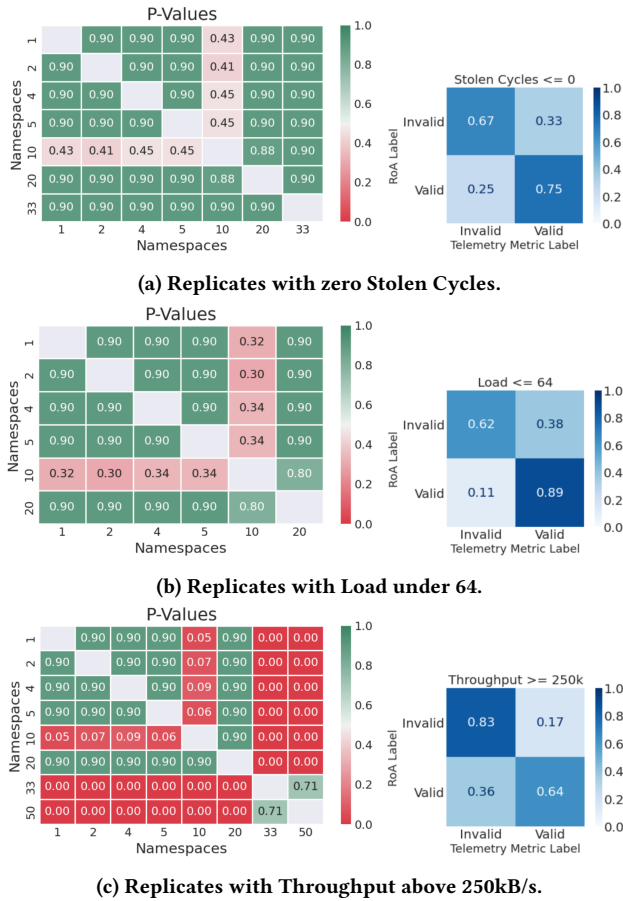 P-Values
1 0.90 0.90 0.90 0.43 0.90 0.90
2 0.90 0.90 0.90 0.41 0.90 0.90
4 0.90 0.90 0.90 0.45 0.90 0.90
5 0.90 0.90 0.90 0.45 0.90 0.90
10 0.43 0.41 0.45 0.45 0.88 0.90
20 0.90 0.90 0.90 0.90 0.88 0.90
33 0.90 0.90 0.90 0.90 0.90 0.90
1 2 4 5 10 20 33
Namespaces
Namespaces
1.0
0.8
0.6
0.4
0.2
0.0
Stolen Cycles <= 0
Invalid 0.67 0.33
Valid 0.25 0.75
Invalid Valid
Telemetry Metric Label
RoA Label
1.0
0.8
0.6
0.4
0.2
0.0
(a) Replicates with zero Stolen Cycles.
P-Values
1 0.90 0.90 0.90 0.32 0.90
2 0.90 0.90 0.90 0.30 0.90
4 0.90 0.90 0.90 0.34 0.90
5 0.90 0.90 0.90 0.34 0.90
10 0.32 0.30 0.34 0.34 0.80
20 0.90 0.90 0.90 0.90 0.80
1 2 4 5 10 20
Namespaces
Namespaces
1.0
0.8
0.6
0.4
0.2
0.0
Load <= 64
Invalid 0.62 0.38
Valid 0.11 0.89
Invalid Valid
Telemetry Metric Label
RoA Label
1.0
0.8
0.6
0.4
0.2
0.0
(b) Replicates with Load under 64.
P-Values
1 0.90 0.90 0.90 0.05 0.90 0.00 0.00
2 0.90 0.90 0.90 0.07 0.90 0.00 0.00
4 0.90 0.90 0.90 0.09 0.90 0.00 0.00
5 0.90 0.90 0.90 0.06 0.90 0.00 0.00
10 0.05 0.07 0.09 0.06 0.90 0.00 0.00
20 0.90 0.90 0.90 0.90 0.90 0.00 0.00
33 0.00 0.00 0.00 0.00 0.00 0.00 0.71
50 0.00 0.00 0.00 0.00 0.00 0.00 0.71
1 2 4 5 10 20 33 50
Namespaces
Namespaces
1.0
0.8
0.6
0.4
0.2
0.0
Throughput >= 250k
Invalid 0.83 0.17
Valid 0.36 0.64
Invalid Valid
Telemetry Metric Label
RoA Label
1.0
0.8
0.6
0.4
0.2
0.0
(c) Replicates with Throughput above 250kB/s.